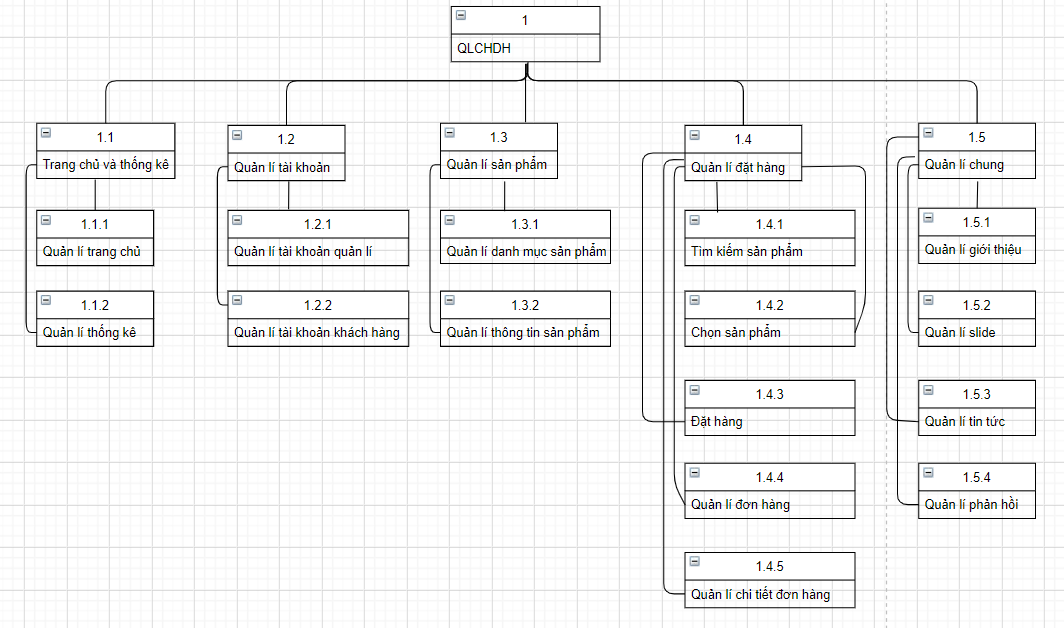 1
QLCHDH
1.1
Trang chủ và thống kê
1.2
Quản lí tài khoản
1.3
Quản lí sản phẩm
1.4
Quản lí đặt hàng
1.5
Quản lí chung
1.1.1
Quản lí trang chủ
1.2.1
Quản lí tài khoản quản lí
1.3.1
Quản lí danh mục sản phẩm
1.4.1
Tìm kiếm sản phẩm
1.5.1
Quản lí giới thiệu
1.1.2
Quản lí thống kê
1.2.2
Quản lí tài khoản khách hàng
1.3.2
Quản lí thông tin sản phẩm
1.4.2
Chọn sản phẩm
1.5.2
Quản lí slide
1.4.3
Đặt hàng
1.5.3
Quản lí tin tức
1.4.4
Quản lí đơn hàng
1.5.4
Quản lí phản hồi
1.4.5
Quản lí chi tiết đơn hàng